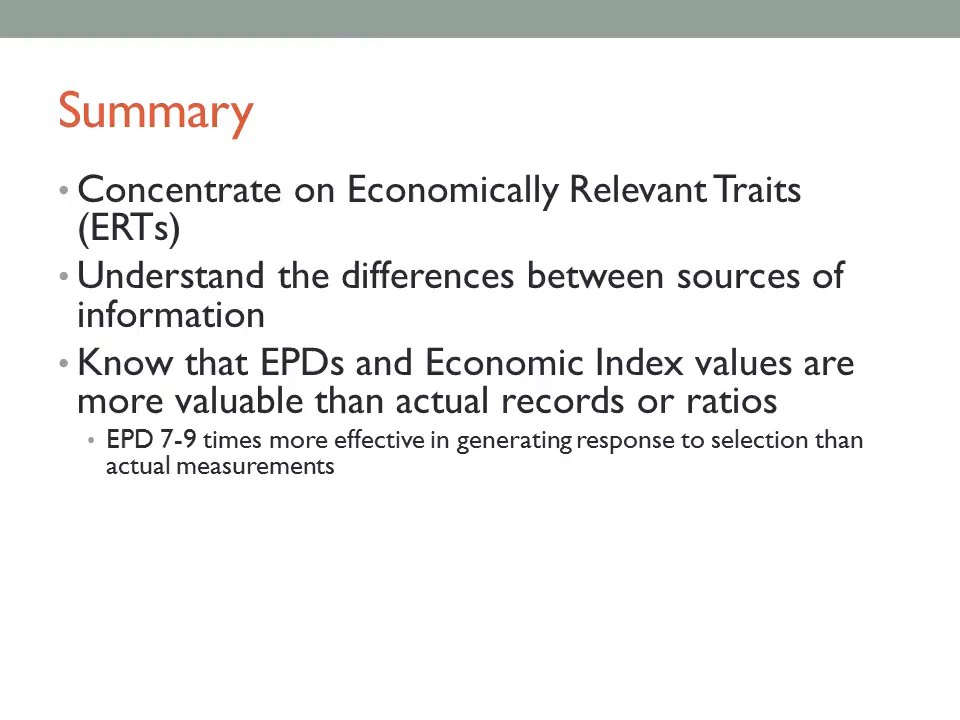 Summary
• Concentrate on Economically Relevant Traits
(ERTs)
• Understand the differences between sources of
information
• Know that EPDs and Economic Index values are
more valuable than actual records or ratios
• EPD 7-9 times more effective in generating response to selection than
actual measurements